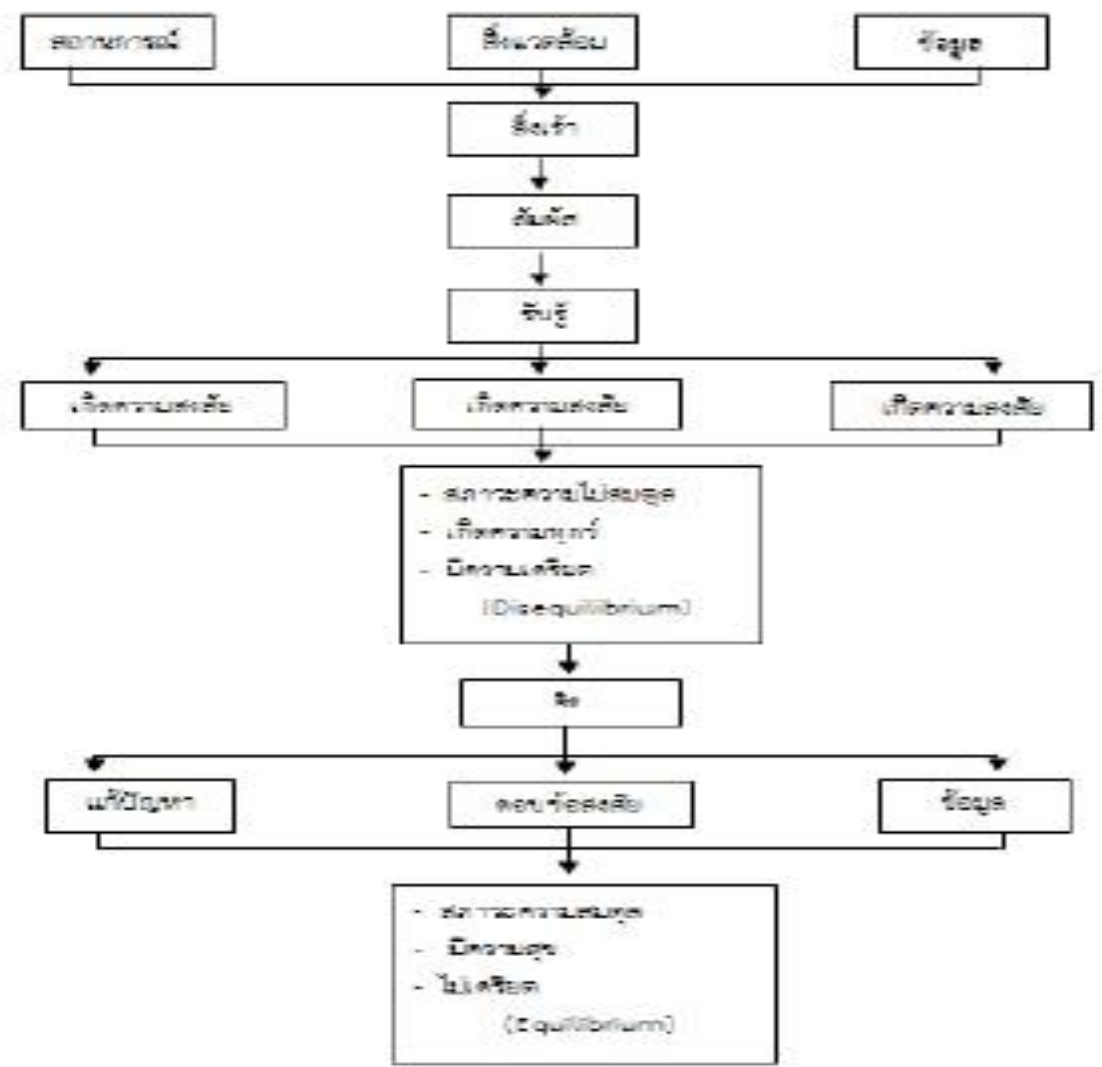 สถานการณ์
สิ่งแวดล้อม
ข้อมูล
สิ่งเร้า
สัมผัส
รับรู้
เกิดความสงสัย
เกิดความสงสัย
เกิดความสงสัย
- สภาวะความไม่สมดุล
- เกิดความทุกข์
- มีความเครียด
(Disequilibrium)
คิด
แก้ปัญหา
ตอบข้อสงสัย
ข้อมูล
- สภาวะความสมดุล
- มีความสุข
- ไม่เครียด
(Equilibrium)